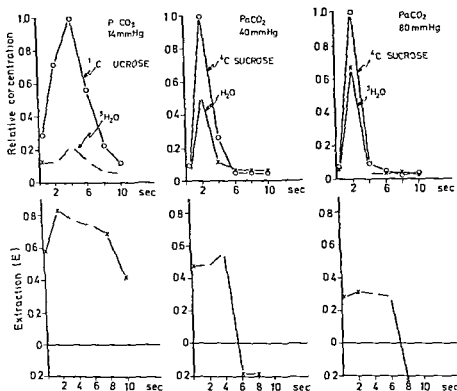 P CO₂
14mmHg
PaCO₂
40mmHg
PaCO₂
80mmHg
Relative concentration
1.0
0.8
0.6
0.4
0.2
C UCROSE
³H₂O
2 4 6 8 10 sec
1.0
0.8
0.6
0.4
0.2
⁴C SUCROSE
H₂O
2 4 6 8 10 sec
1.0
0.8
0.6
0.4
0.2
⁴C SUCROSE
³H₂O
2 4 6 8 10 sec
Extraction (E)
0.8
0.6
0.4
0.2
0
0.2
2 4 6 8 10 sec
0.8
0.6
0.4
0.2
0
0.2
2 4 6 8 10 sec
0.8
0.6
0.4
0.2
0
0.2
2 4 6 8 10 sec